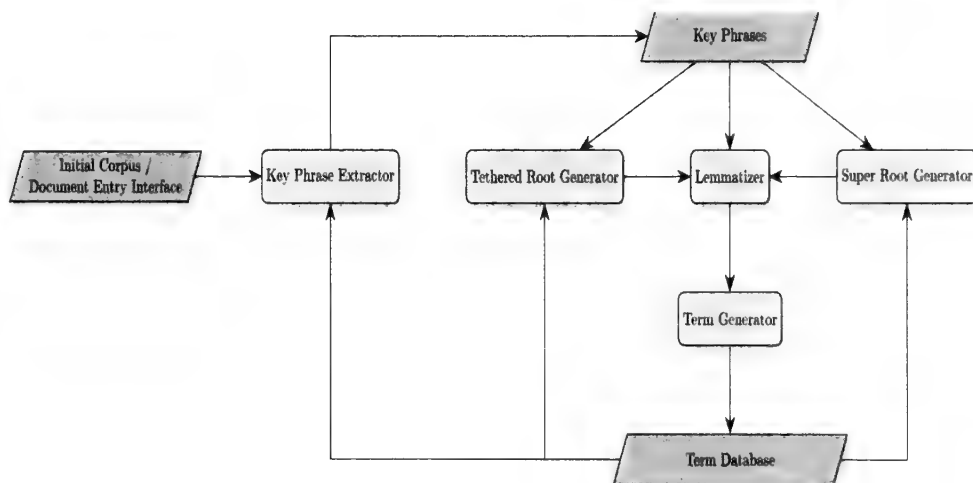 Key Phrases
Initial Corpus /
Document Entry Interface
Key Phrase Extractor
Tethered Root Generator
Lemmatizer
Super Root Generator
Term Generator
Term Database